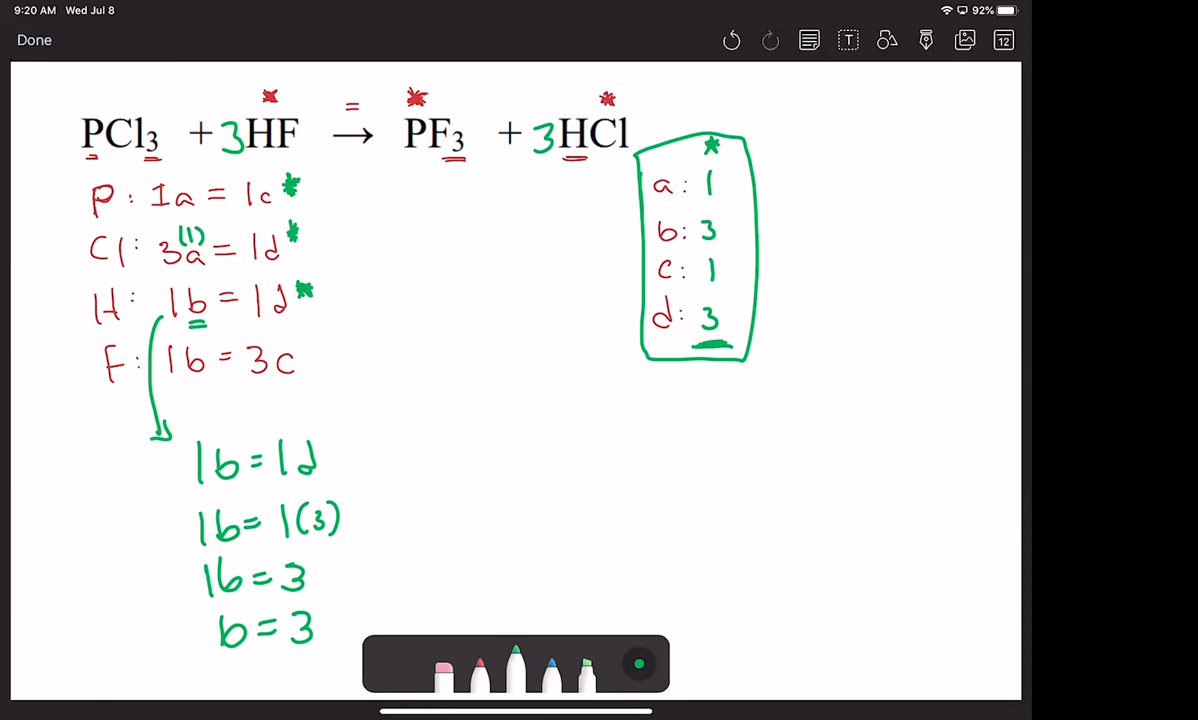 9:20 AM Wed Jul 8
92%
Done
T
12
=
PCl3 + 3HF → PF3 + 3HCl
P: 1a = 1c
(1)
Cl: 3a = 1d
H: 1b = 1d
F: 1b = 3c
1b = 1d
1b = 1(3)
1b = 3
b = 3
a: 1
b: 3
c: 1
d: 3